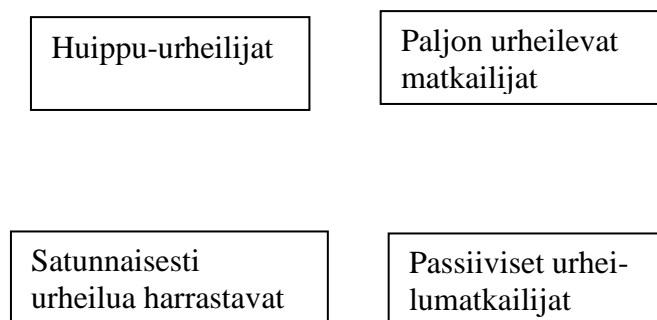 Huippu-urheilijat
Paljon urheilevat
matkailijat
Satunnaisesti
urheilua harrastavat
Passiiviset urhei-
lumatkailijat